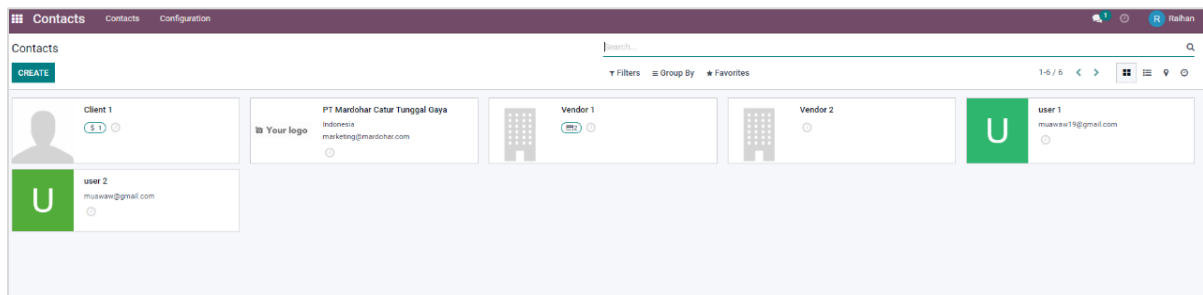 Contacts Contacts Configuration 1 R Raihan
Contacts Search...
CREATE Filters Group By Favorites 1-6 / 6
Client 1
$ 1
Your logo
PT Mardohar Catur Tunggal Gaya
Indonesia
marketing@mardohar.com
Vendor 1
2
Vendor 2
U
user 1
muawaw19@gmail.com
U
user 2
muawaw@gmail.com